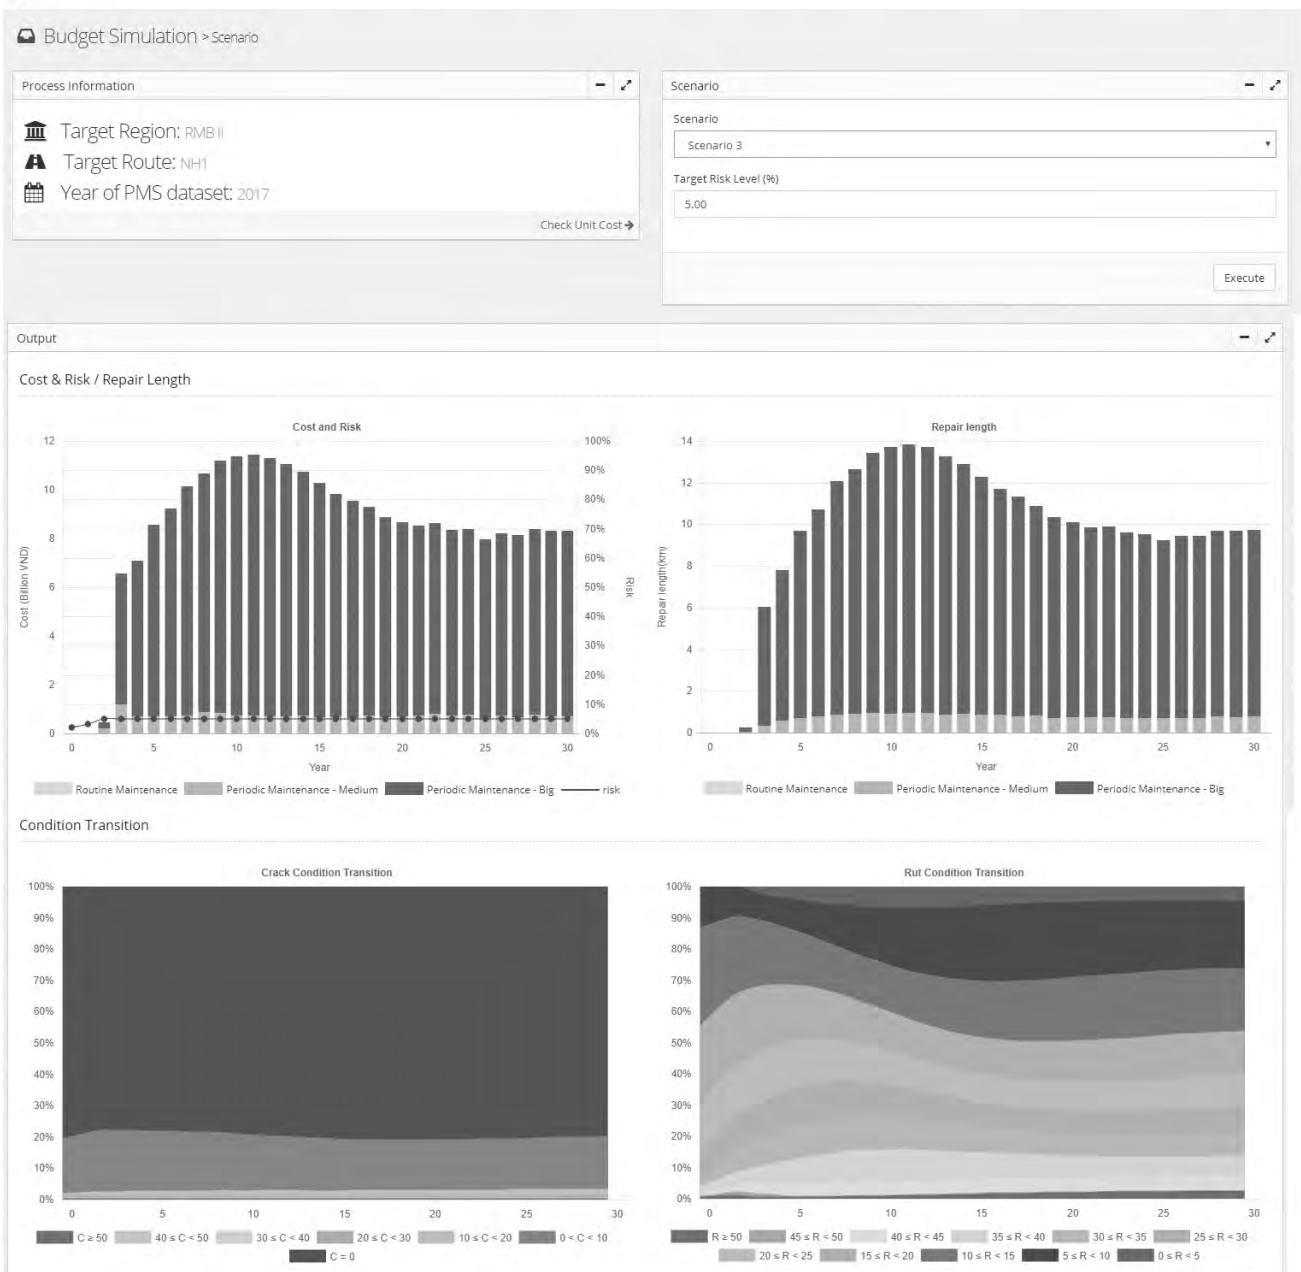 Budget Simulation > Scenario
Process Information
Target Region: RMB II
Target Route: NH1
Year of PMS dataset: 2017
Check Unit Cost
Scenario
Scenario
Scenario 3
Target Risk Level (%)
5.00
Execute
Output
Cost & Risk / Repair Length
Cost and Risk
12
10
8
6
4
2
0
Cost (Billion VND)
100%
90%
80%
70%
60%
50%
40%
30%
20%
10%
0%
Risk
0 5 10 15 20 25 30
Year
Routine Maintenance Periodic Maintenance - Medium Periodic Maintenance - Big risk
Repair length
14
12
10
8
6
4
2
0
Repair length(km)
0 5 10 15 20 25 30
Year
Routine Maintenance Periodic Maintenance - Medium Periodic Maintenance - Big
Condition Transition
Crack Condition Transition
100%
90%
80%
70%
60%
50%
40%
30%
20%
10%
0%
0 5 10 15 20 25 30
C ≥ 50 40 ≤ C < 50 30 ≤ C < 40 20 ≤ C < 30 10 ≤ C < 20 0 < C < 10
C = 0
Rut Condition Transition
100%
90%
80%
70%
60%
50%
40%
30%
20%
10%
0%
0 5 10 15 20 25 30
R ≥ 50 45 ≤ R < 50 40 ≤ R < 45 35 ≤ R < 40 30 ≤ R < 35 25 ≤ R < 30
20 ≤ R < 25 15 ≤ R < 20 10 ≤ R < 15 5 ≤ R < 10 0 ≤ R < 5